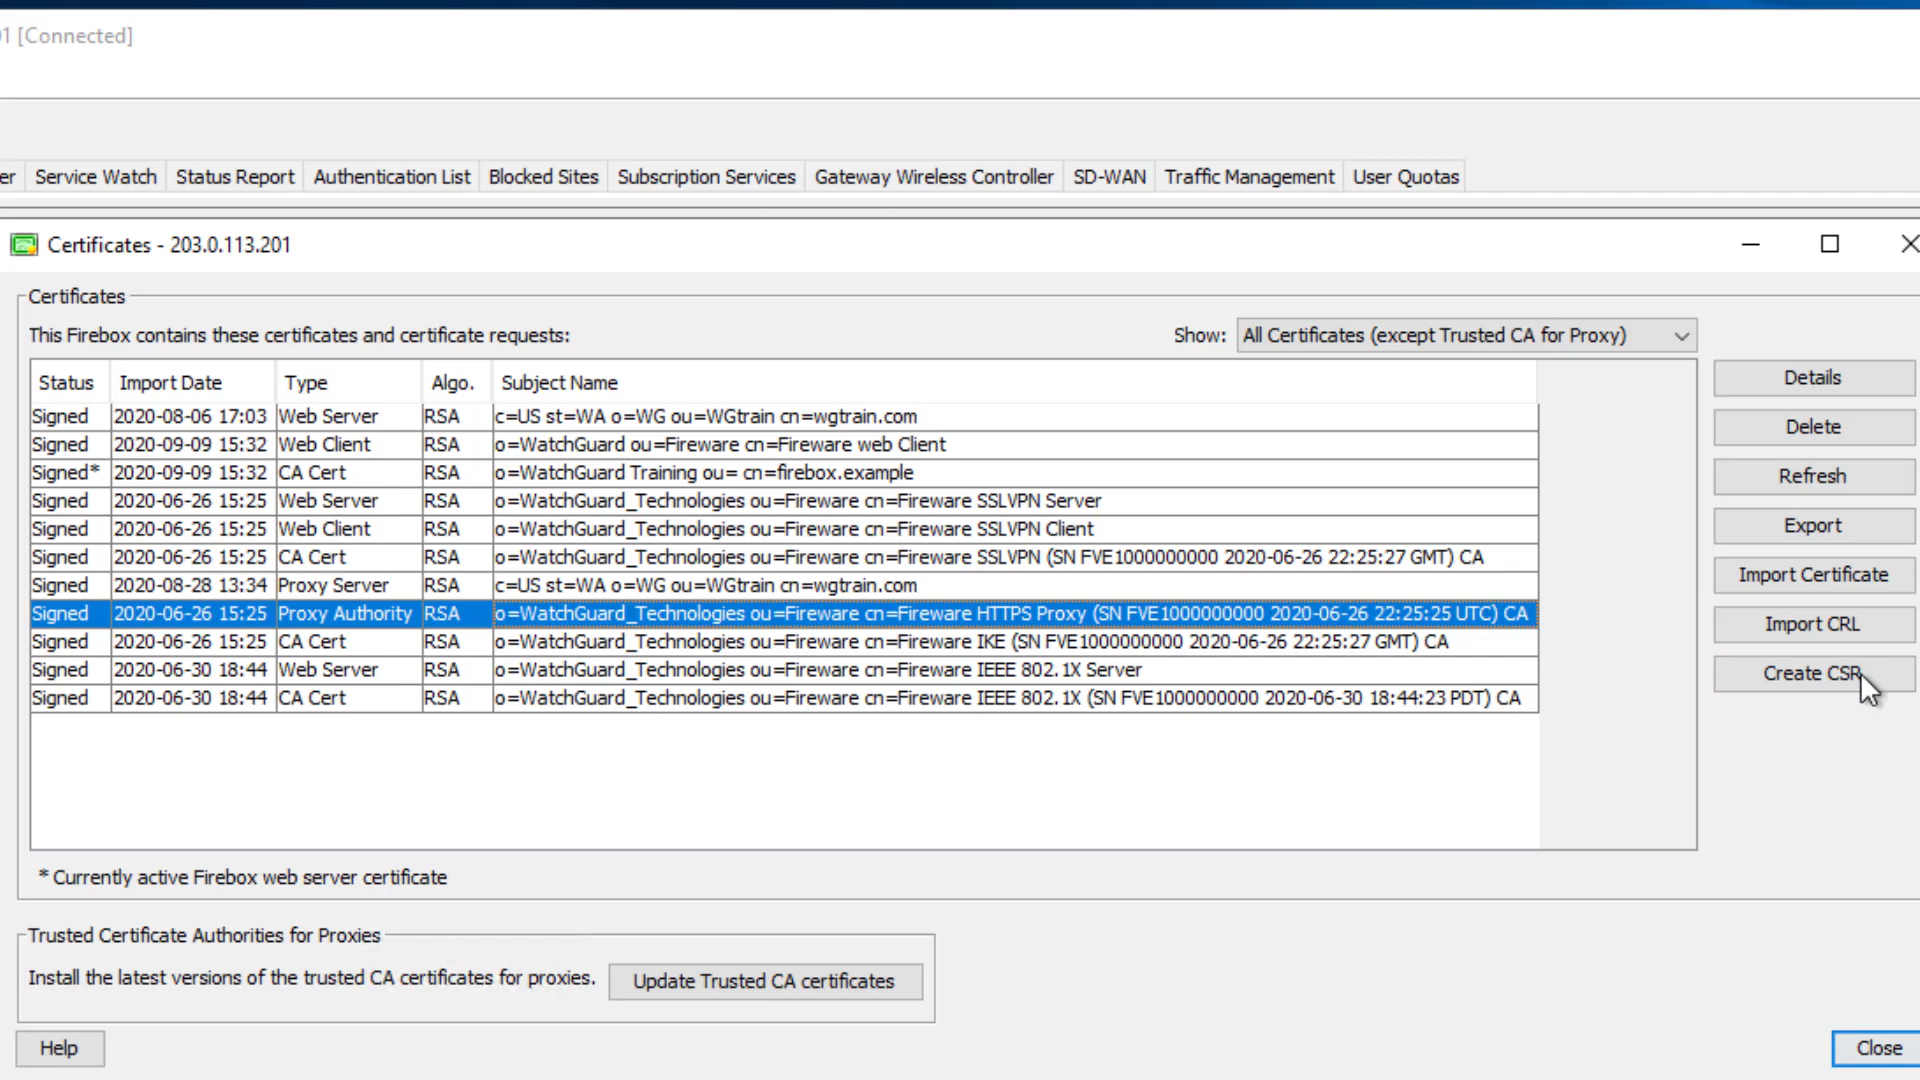 01 [Connected]
er Service Watch Status Report Authentication List Blocked Sites Subscription Services Gateway Wireless Controller SD-WAN Traffic Management User Quotas
Certificates - 203.0.113.201
Certificates
This Firebox contains these certificates and certificate requests: Show: All Certificates (except Trusted CA for Proxy)
Status Import Date Type Algo. Subject Name
Signed 2020-08-06 17:03 Web Server RSA c=US st=WA o=WG ou=WGtrain cn=wgtrain.com
Signed 2020-09-09 15:32 Web Client RSA o=WatchGuard ou=Fireware cn=Fireware web Client
Signed* 2020-09-09 15:32 CA Cert RSA o=WatchGuard Training ou= cn=firebox.example
Signed 2020-06-26 15:25 Web Server RSA o=WatchGuard_Technologies ou=Fireware cn=Fireware SSLVPN Server
Signed 2020-06-26 15:25 Web Client RSA o=WatchGuard_Technologies ou=Fireware cn=Fireware SSLVPN Client
Signed 2020-06-26 15:25 CA Cert RSA o=WatchGuard_Technologies ou=Fireware cn=Fireware SSLVPN (SN FVE1000000000 2020-06-26 22:25:27 GMT) CA
Signed 2020-08-28 13:34 Proxy Server RSA c=US st=WA o=WG ou=WGtrain cn=wgtrain.com
Signed 2020-06-26 15:25 Proxy Authority RSA o=WatchGuard_Technologies ou=Fireware cn=Fireware HTTPS Proxy (SN FVE1000000000 2020-06-26 22:25:25 UTC) CA
Signed 2020-06-26 15:25 CA Cert RSA o=WatchGuard_Technologies ou=Fireware cn=Fireware IKE (SN FVE1000000000 2020-06-26 22:25:27 GMT) CA
Signed 2020-06-30 18:44 Web Server RSA o=WatchGuard_Technologies ou=Fireware cn=Fireware IEEE 802.1X Server
Signed 2020-06-30 18:44 CA Cert RSA o=WatchGuard_Technologies ou=Fireware cn=Fireware IEEE 802.1X (SN FVE1000000000 2020-06-30 18:44:23 PDT) CA
Details
Delete
Refresh
Export
Import Certificate
Import CRL
Create CSR
* Currently active Firebox web server certificate
Trusted Certificate Authorities for Proxies
Install the latest versions of the trusted CA certificates for proxies. Update Trusted CA certificates
Help Close